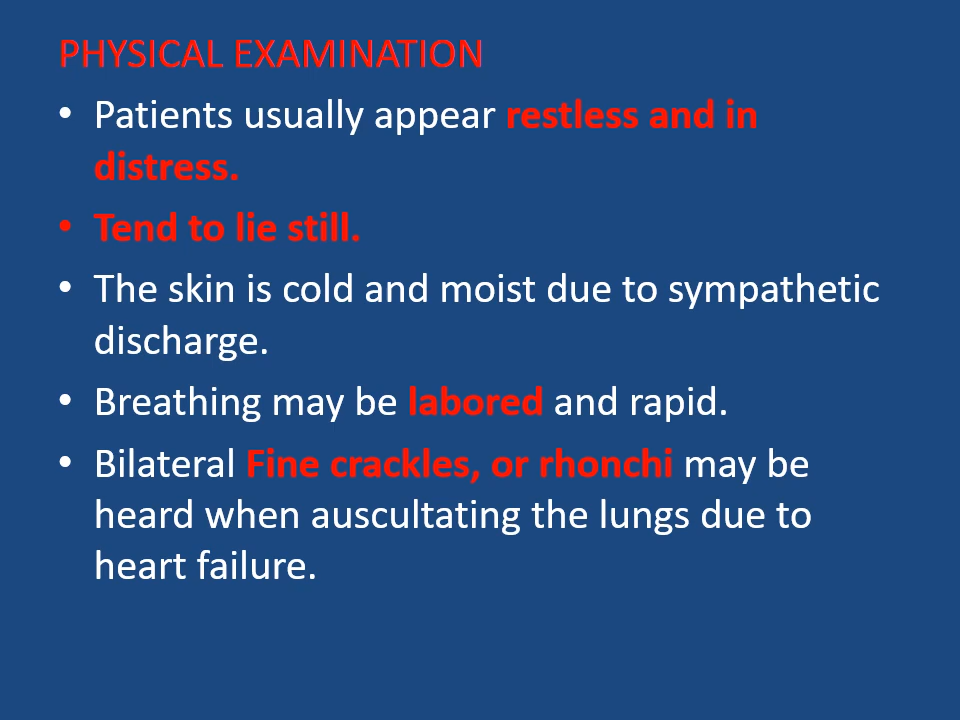 PHYSICAL EXAMINATION
• Patients usually appear restless and in
distress.
• Tend to lie still.
• The skin is cold and moist due to sympathetic
discharge.
• Breathing may be labored and rapid.
• Bilateral Fine crackles, or rhonchi may be
heard when auscultating the lungs due to
heart failure.